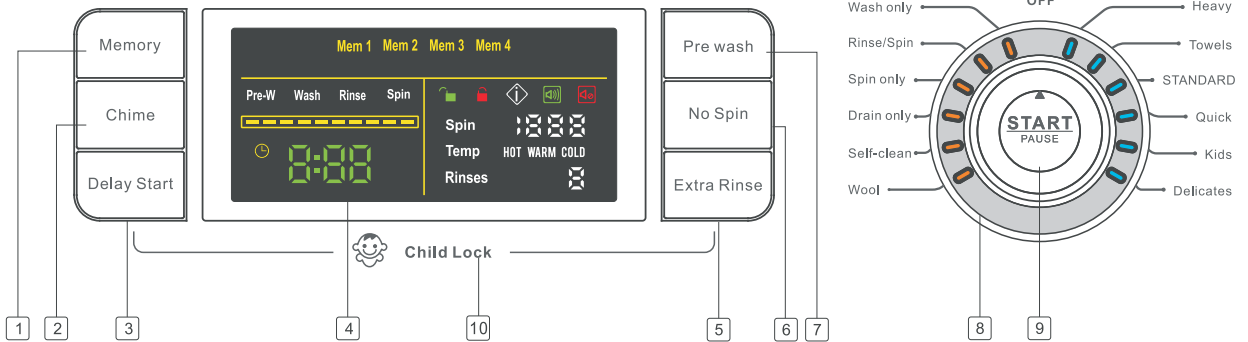 Memory
Chime
Delay Start
Mem 1 Mem 2 Mem 3 Mem 4
Pre-W Wash Rinse Spin
8:88
Spin 1888
Temp HOT WARM COLD
Rinses 8
Pre wash
No Spin
Extra Rinse
Child Lock
1 2 3 4 10 5 6 7
OFF
Wash only
Rinse/Spin
Spin only
Drain only
Self-clean
Wool
Heavy
Towels
STANDARD
Quick
Kids
Delicates
START
PAUSE
8 9